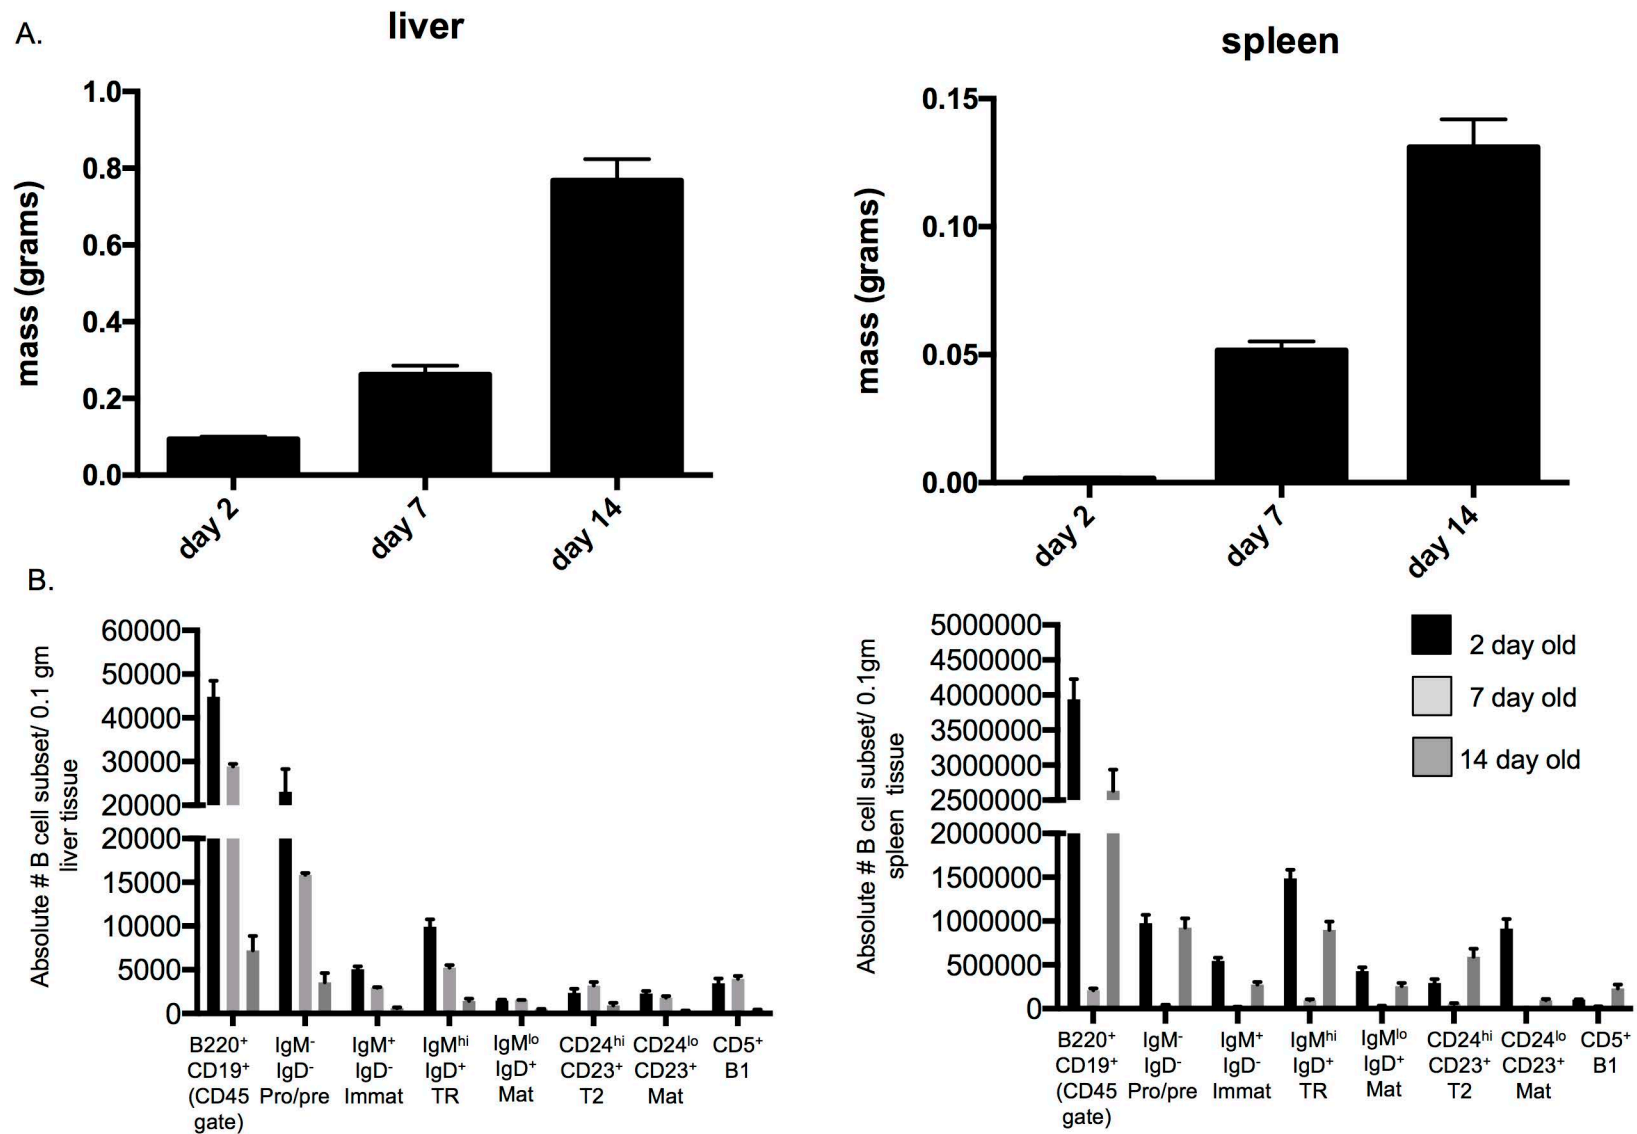 A.
liver
1.0
0.8
0.6
0.4
0.2
0.0
mass (grams)
day 2
day 7
day 14
spleen
0.15
0.10
0.05
0.00
mass (grams)
day 2
day 7
day 14
B.
60000
50000
40000
30000
20000
20000
15000
10000
5000
0
Absolute # B cell subset/ 0.1 gm
liver tissue
B220⁺ IgM⁻ IgM⁺ IgMʰⁱ IgMˡᵒ CD24ʰⁱ CD24ˡᵒ CD5⁺
CD19⁺ IgD⁻ IgD⁻ IgD⁺ IgD⁺ CD23⁺ CD23⁺ B1
(CD45 Pro/pre Immat TR Mat T2 Mat
gate)
5000000
4500000
4000000
3500000
3000000
2500000
2000000
1500000
1000000
500000
0
Absolute # B cell subset/ 0.1gm
spleen tissue
2 day old
7 day old
14 day old
B220⁺ IgM⁻ IgM⁺ IgMʰⁱ IgMˡᵒ CD24ʰⁱ CD24ˡᵒ CD5⁺
CD19⁺ IgD⁻ IgD⁻ IgD⁺ IgD⁺ CD23⁺ CD23⁺ B1
(CD45 Pro/pre Immat TR Mat T2 Mat
gate)